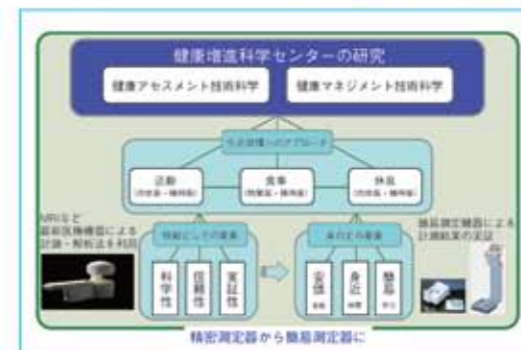 健康増進科学センターの研究
健康アセスメント技術科学
健康マネジメント技術科学
生活習慣へのアプローチ
運動
食事
休息
MRIなど
最新医療機器による
計測・解析法を利用
簡易測定機器による
計測結果の実証
科学性
信頼性
実証性
安価
身近
簡易
精密測定器から簡易測定器に